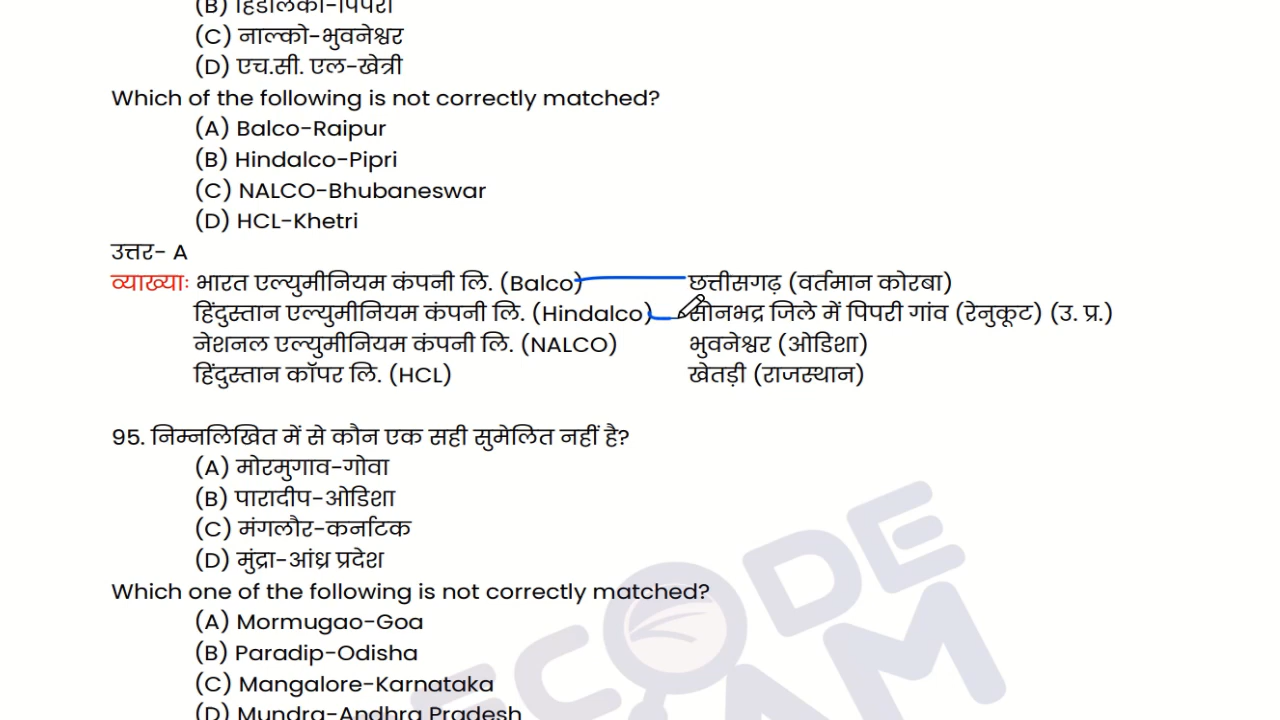 (B) हिंडालको-पिपरी
(C) नाल्को-भुवनेश्वर
(D) एच.सी. एल-खेत्री
Which of the following is not correctly matched?
(A) Balco-Raipur
(B) Hindalco-Pipri
(C) NALCO-Bhubaneswar
(D) HCL-Khetri
उत्तर- A
व्याख्याः भारत एल्युमीनियम कंपनी लि. (Balco) छत्तीसगढ़ (वर्तमान कोरबा)
हिंदुस्तान एल्युमीनियम कंपनी लि. (Hindalco) सोनभद्र जिले में पिपरी गांव (रेनुकूट) (उ. प्र.)
नेशनल एल्युमीनियम कंपनी लि. (NALCO) भुवनेश्वर (ओडिशा)
हिंदुस्तान कॉपर लि. (HCL) खेतड़ी (राजस्थान)
95. निम्नलिखित में से कौन एक सही सुमेलित नहीं है?
(A) मोरमुगाव-गोवा
(B) पारादीप-ओडिशा
(C) मंगलौर-कर्नाटक
(D) मुंद्रा-आंध्र प्रदेश
Which one of the following is not correctly matched?
(A) Mormugao-Goa
(B) Paradip-Odisha
(C) Mangalore-Karnataka
(D) Mundra-Andhra Pradesh